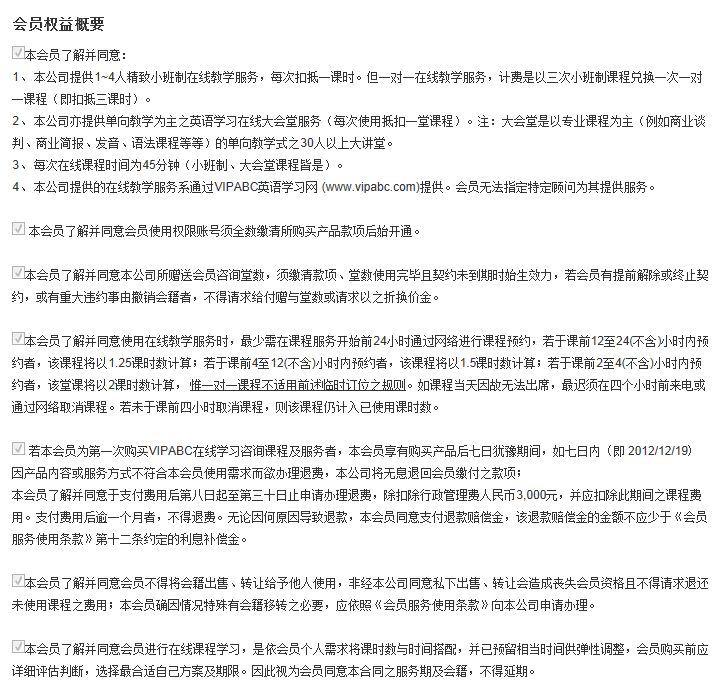 会员权益概要
本会员了解并同意：
1、本公司提供1~4人精致小班制在线教学服务，每次扣抵一课时。但一对一在线教学服务，计费是以三次小班制课程兑换一次一对
一课程（即扣抵三课时）。
2、本公司亦提供单向教学为主之英语学习在线大会堂服务（每次使用抵扣一堂课程）。注：大会堂是以专业课程为主（例如商业谈
判、商业简报、发音、语法课程等等）的单向教学式之30人以上大讲堂。
3、每次在线课程时间为45分钟（小班制、大会堂课程皆是）。
4、本公司提供的在线教学服务系通过VIPABC英语学习网 (www.vipabc.com)提供。会员无法指定特定顾问为其提供服务。
本会员了解并同意会员使用权限账号须全数缴清所购买产品款项后始开通。
本会员了解并同意本公司所赠送会员咨询堂数，须缴清款项、堂数使用完毕且契约未到期时始生效力，若会员有提前解除或终止契
约，或有重大违约事由撤销会籍者，不得请求给付赠与堂数或请求以之折换价金。
本会员了解并同意使用在线教学服务时，最少需在课程服务开始前24小时通过网络进行课程预约，若于课前12至24(不含)小时内预
约者，该课程将以1.25课时数计算；若于课前4至12(不含)小时内预约者，该课程将以1.5课时数计算；若于课前2至4(不含)小时内预
约者，该堂课将以2课时数计算，惟一对一课程不适用前述临时订位之规则。如课程当天因故无法出席，最迟须在四个小时前来电或
通过网络取消课程。若未于课前四小时取消课程，则该课程仍计入已使用课时数。
若本会员为第一次购买VIPABC在线学习咨询课程及服务者，本会员享有购买产品后七日犹豫期间，如七日内（即 2012/12/19）
因产品内容或服务方式不符合本会员使用需求而欲办理退费，本公司将无息退回会员缴付之款项；
本会员了解并同意于支付费用后第八日起至第三十日止申请办理退费，除扣除行政管理费人民币3,000元，并应扣除此期间之课程费
用。支付费用后逾一个月者，不得退费。无论因何原因导致退款，本会员同意支付退款赔偿金，该退款赔偿金的金额不应少于《会员
服务使用条款》第十二条约定的利息补偿金。
本会员了解并同意会员不得将会籍出售、转让给予他人使用，非经本公司同意私下出售、转让会造成丧失会员资格且不得请求退还
未使用课程之费用；本会员确因情况特殊有会籍移转之必要，应依照《会员服务使用条款》向本公司申请办理。
本会员了解并同意会员进行在线课程学习，是依会员个人需求将课时数与时间搭配，并已预留相当时间供弹性调整，会员购买前应
详细评估判断，选择最合适自己方案及期限。因此视为会员同意本合同之服务期及会籍，不得延期。